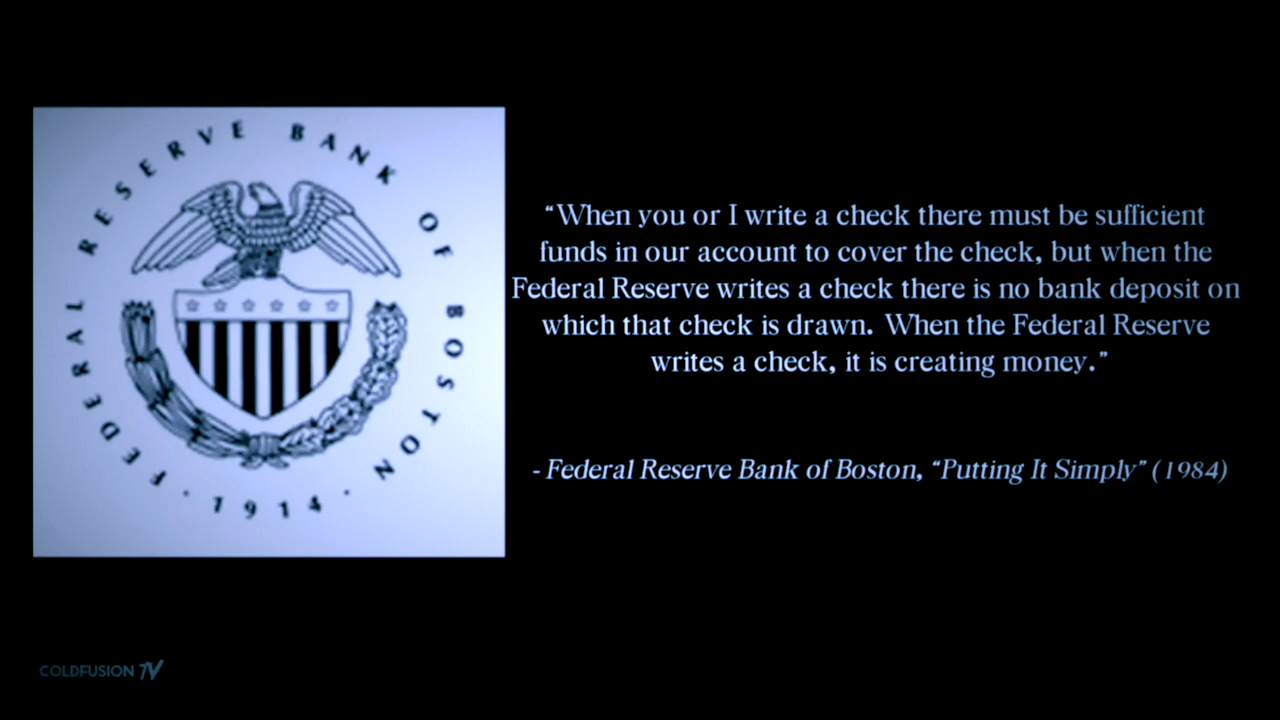 FEDERAL RESERVE BANK OF BOSTON
· 1914 ·
“When you or I write a check there must be sufficient
funds in our account to cover the check, but when the
Federal Reserve writes a check there is no bank deposit on
which that check is drawn. When the Federal Reserve
writes a check, it is creating money.”
- Federal Reserve Bank of Boston, “Putting It Simply” (1984)
COLDFUSION TV